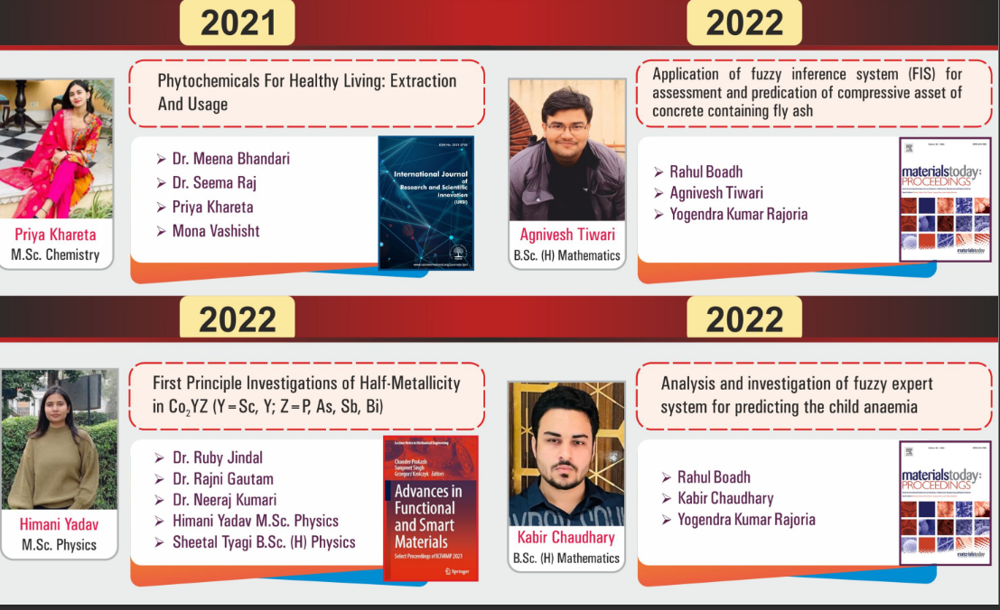 2021
2022
Priya Khareta
M.Sc. Chemistry
Phytochemicals For Healthy Living: Extraction
And Usage
➢ Dr. Meena Bhandari
➢ Dr. Seema Raj
➢ Priya Khareta
➢ Mona Vashisht
International Journal
of
Research and Scientific
Innovation
(IJRSI)
Agnivesh Tiwari
B.Sc. (H) Mathematics
Application of fuzzy inference system (FIS) for
assessment and predication of compressive asset of
concrete containing fly ash
➢ Rahul Boadh
➢ Agnivesh Tiwari
➢ Yogendra Kumar Rajoria
materialstoday:
PROCEEDINGS
materialstoday
2022
2022
Himani Yadav
M.Sc. Physics
First Principle Investigations of Half-Metallicity
in Co₂YZ (Y=Sc, Y; Z=P, As, Sb, Bi)
➢ Dr. Ruby Jindal
➢ Dr. Rajni Gautam
➢ Dr. Neeraj Kumari
➢ Himani Yadav M.Sc. Physics
➢ Sheetal Tyagi B.Sc. (H) Physics
Lecture Notes in Mechanical Engineering
Chander Prakash
Sunpreet Singh
Grzegorz Krolczyk Editors
Advances in
Functional
and Smart
Materials
Select Proceedings of ICFMMP 2021
Springer
Kabir Chaudhary
B.Sc. (H) Mathematics
Analysis and investigation of fuzzy expert
system for predicting the child anaemia
➢ Rahul Boadh
➢ Kabir Chaudhary
➢ Yogendra Kumar Rajoria
materialstoday:
PROCEEDINGS
materialstoday